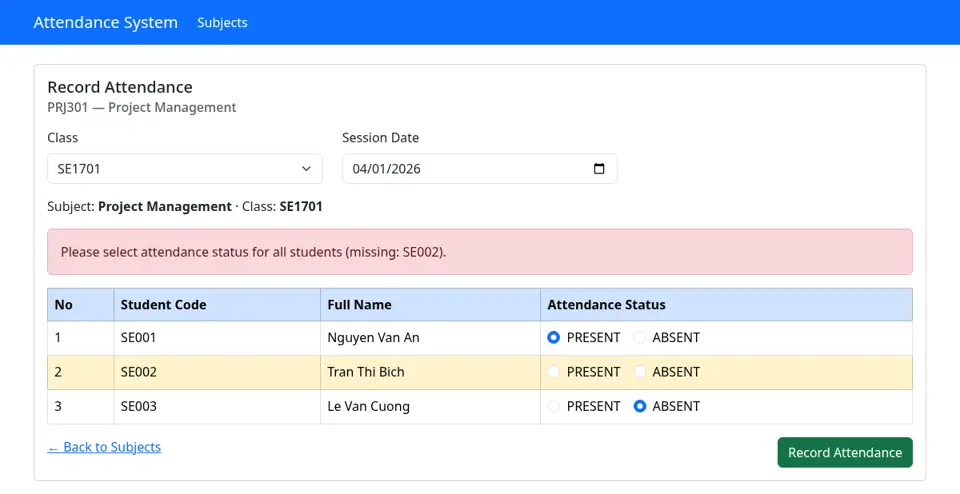 Attendance System Subjects
Record Attendance
PRJ301 — Project Management
Class Session Date
SE1701 04/01/2026
Subject: Project Management · Class: SE1701
Please select attendance status for all students (missing: SE002).
No Student Code Full Name Attendance Status
1 SE001 Nguyen Van An PRESENT ABSENT
2 SE002 Tran Thi Bich PRESENT ABSENT
3 SE003 Le Van Cuong PRESENT ABSENT
← Back to Subjects Record Attendance